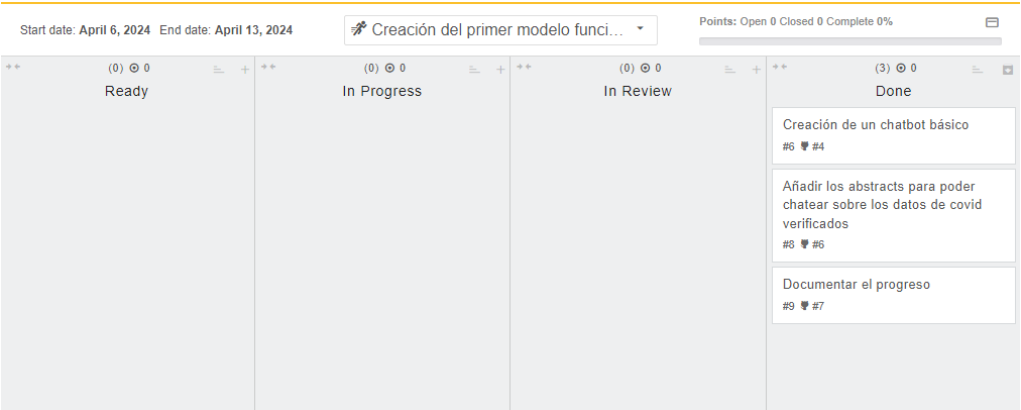 Start date: April 6, 2024 End date: April 13, 2024
Creación del primer modelo funci...
Points: Open 0 Closed 0 Complete 0%
(0) 0
Ready
(0) 0
In Progress
(0) 0
In Review
(3) 0
Done
Creación de un chatbot básico
#6 #4
Añadir los abstracts para poder
chatear sobre los datos de covid
verificados
#8 #6
Documentar el progreso
#9 #7